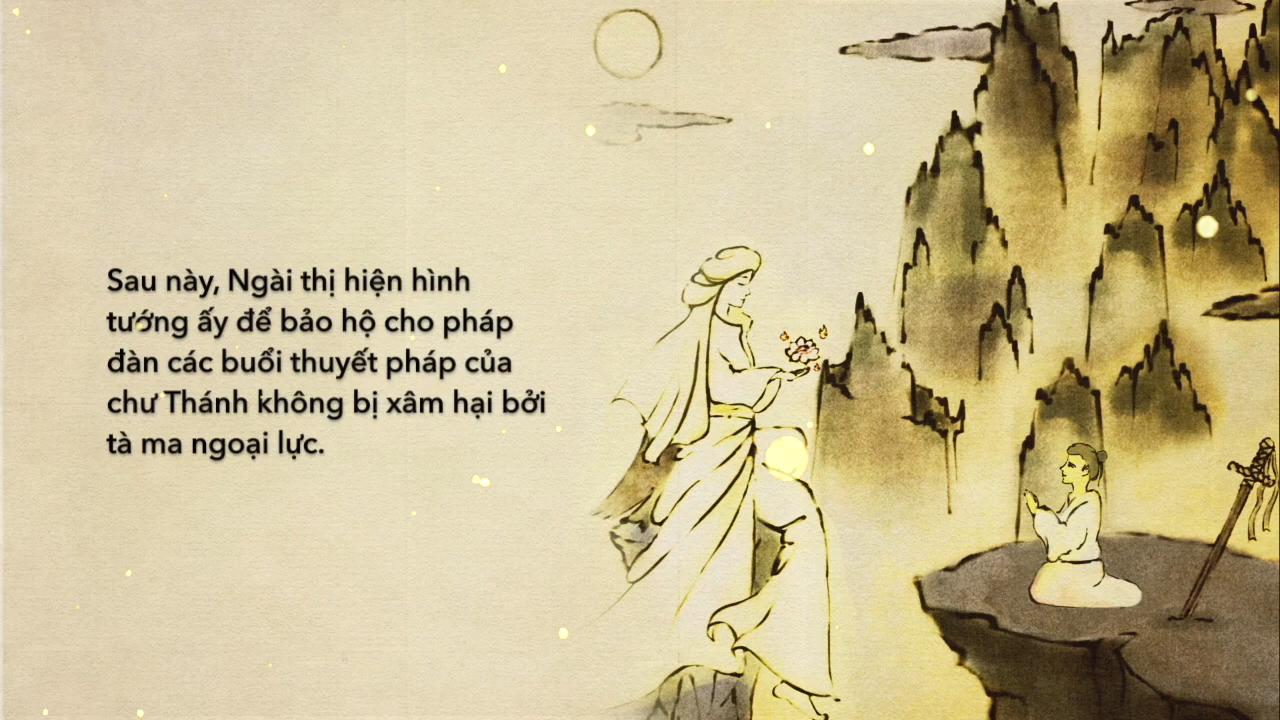 Sau này, Ngài thị hiện hình
tướng ấy để bảo hộ cho pháp
đàn các buổi thuyết pháp của
chư Thánh không bị xâm hại bởi
tà ma ngoại lực.